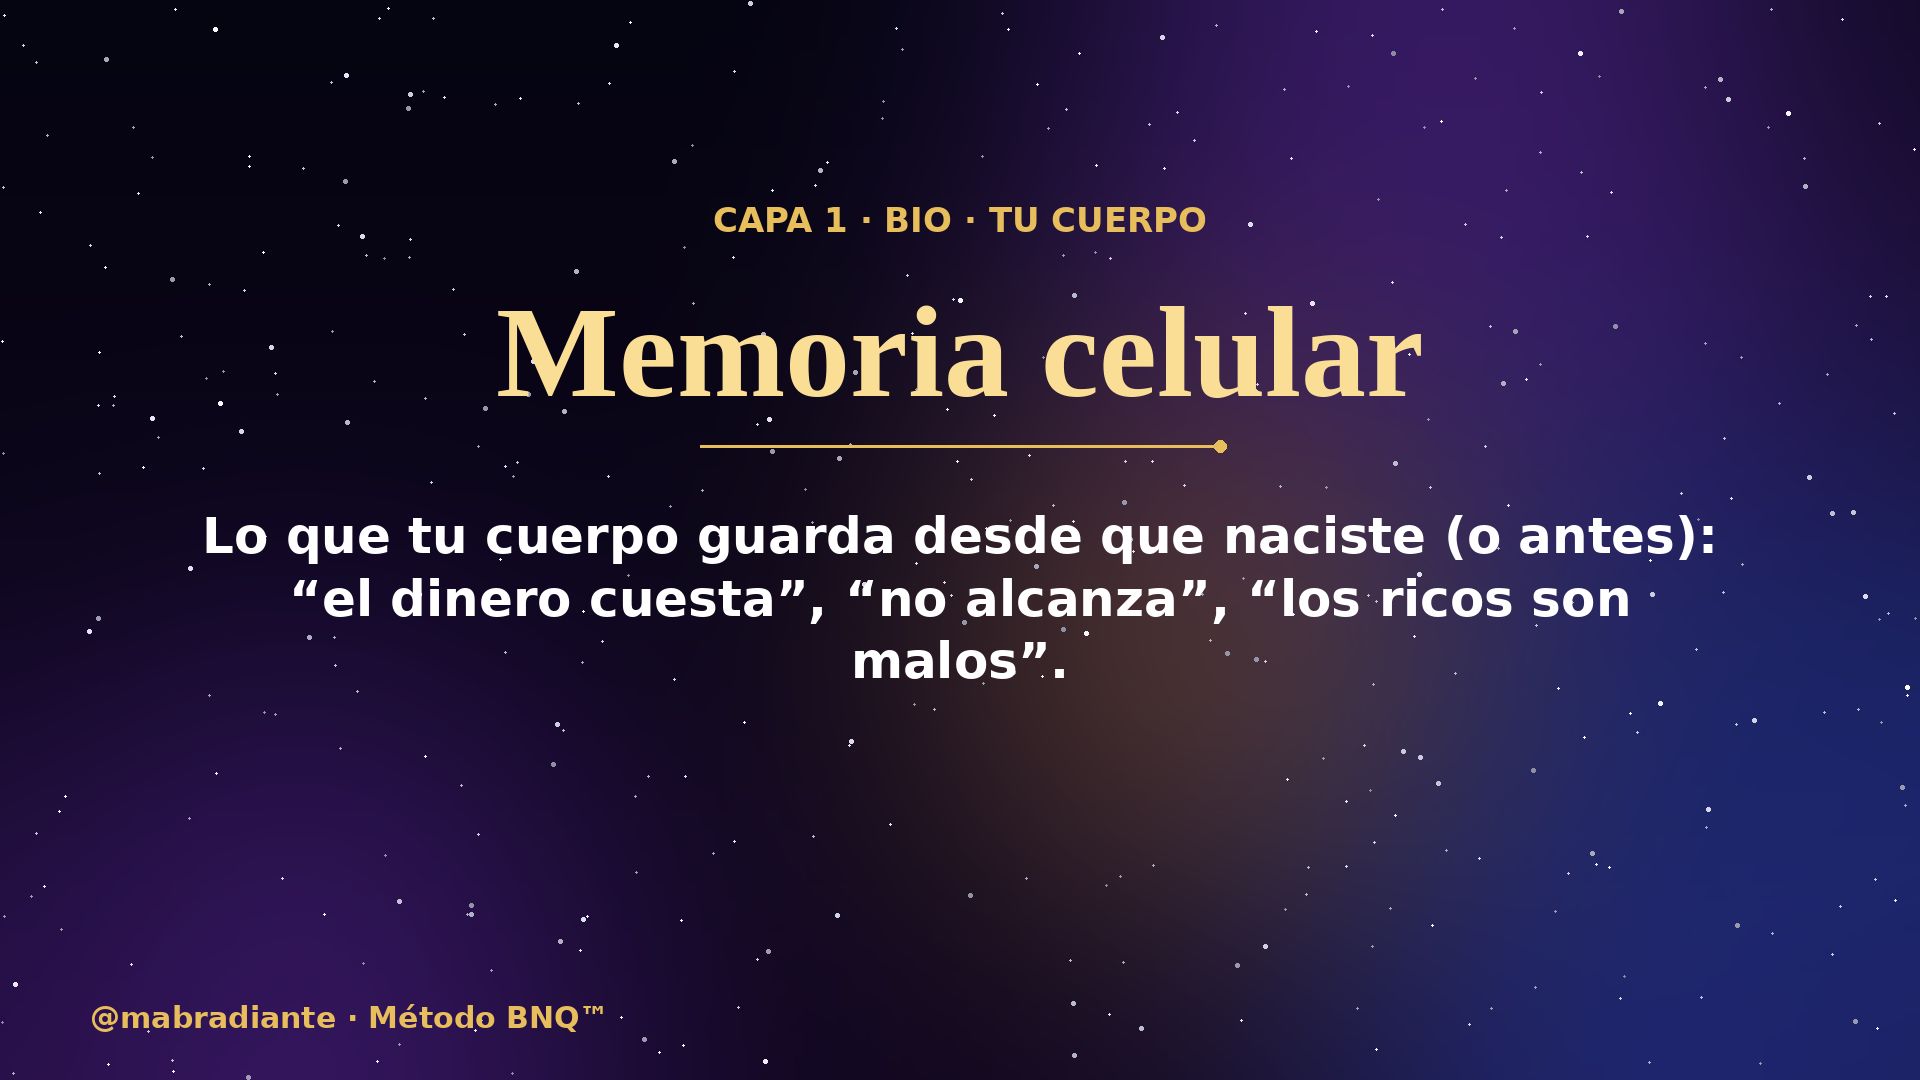 CAPA 1 · BIO · TU CUERPO
Memoria celular
Lo que tu cuerpo guarda desde que naciste (o antes):
“el dinero cuesta”, “no alcanza”, “los ricos son
malos”.
@mabradiante · Método BNQ™